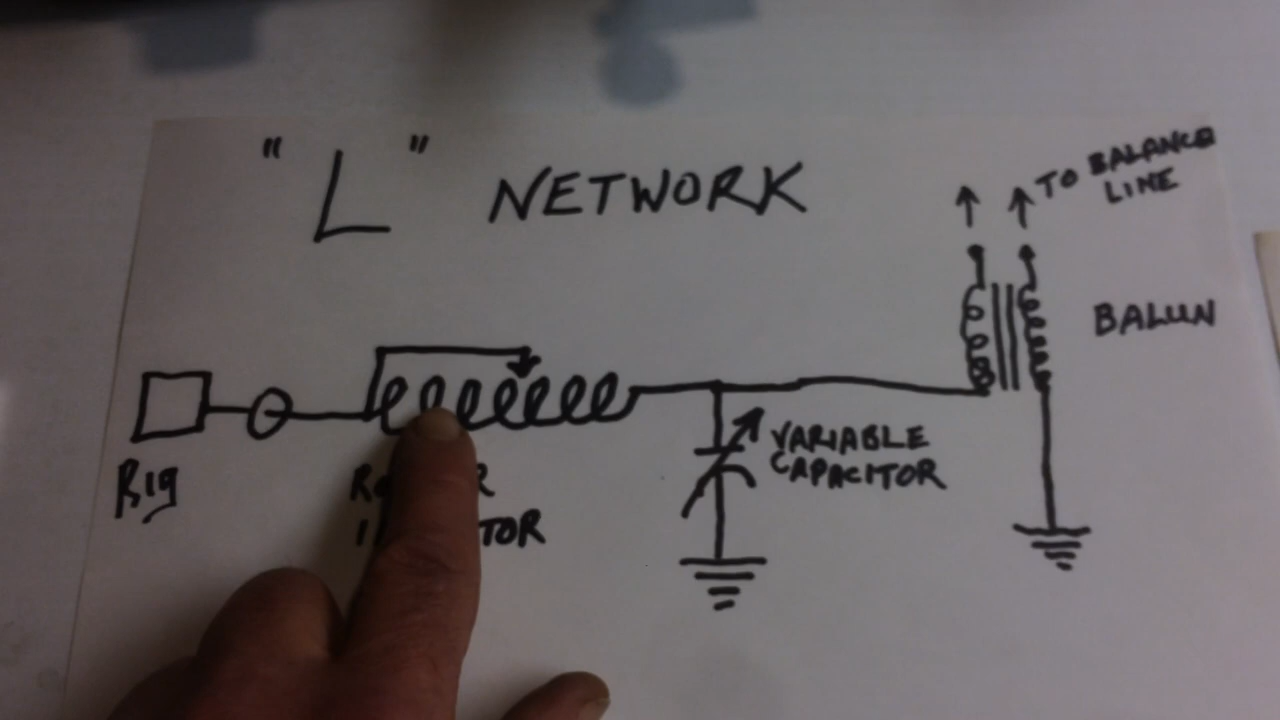 "L" NETWORK
TO BALANCE
LINE
BALUN
VARIABLE
CAPACITOR
Rig